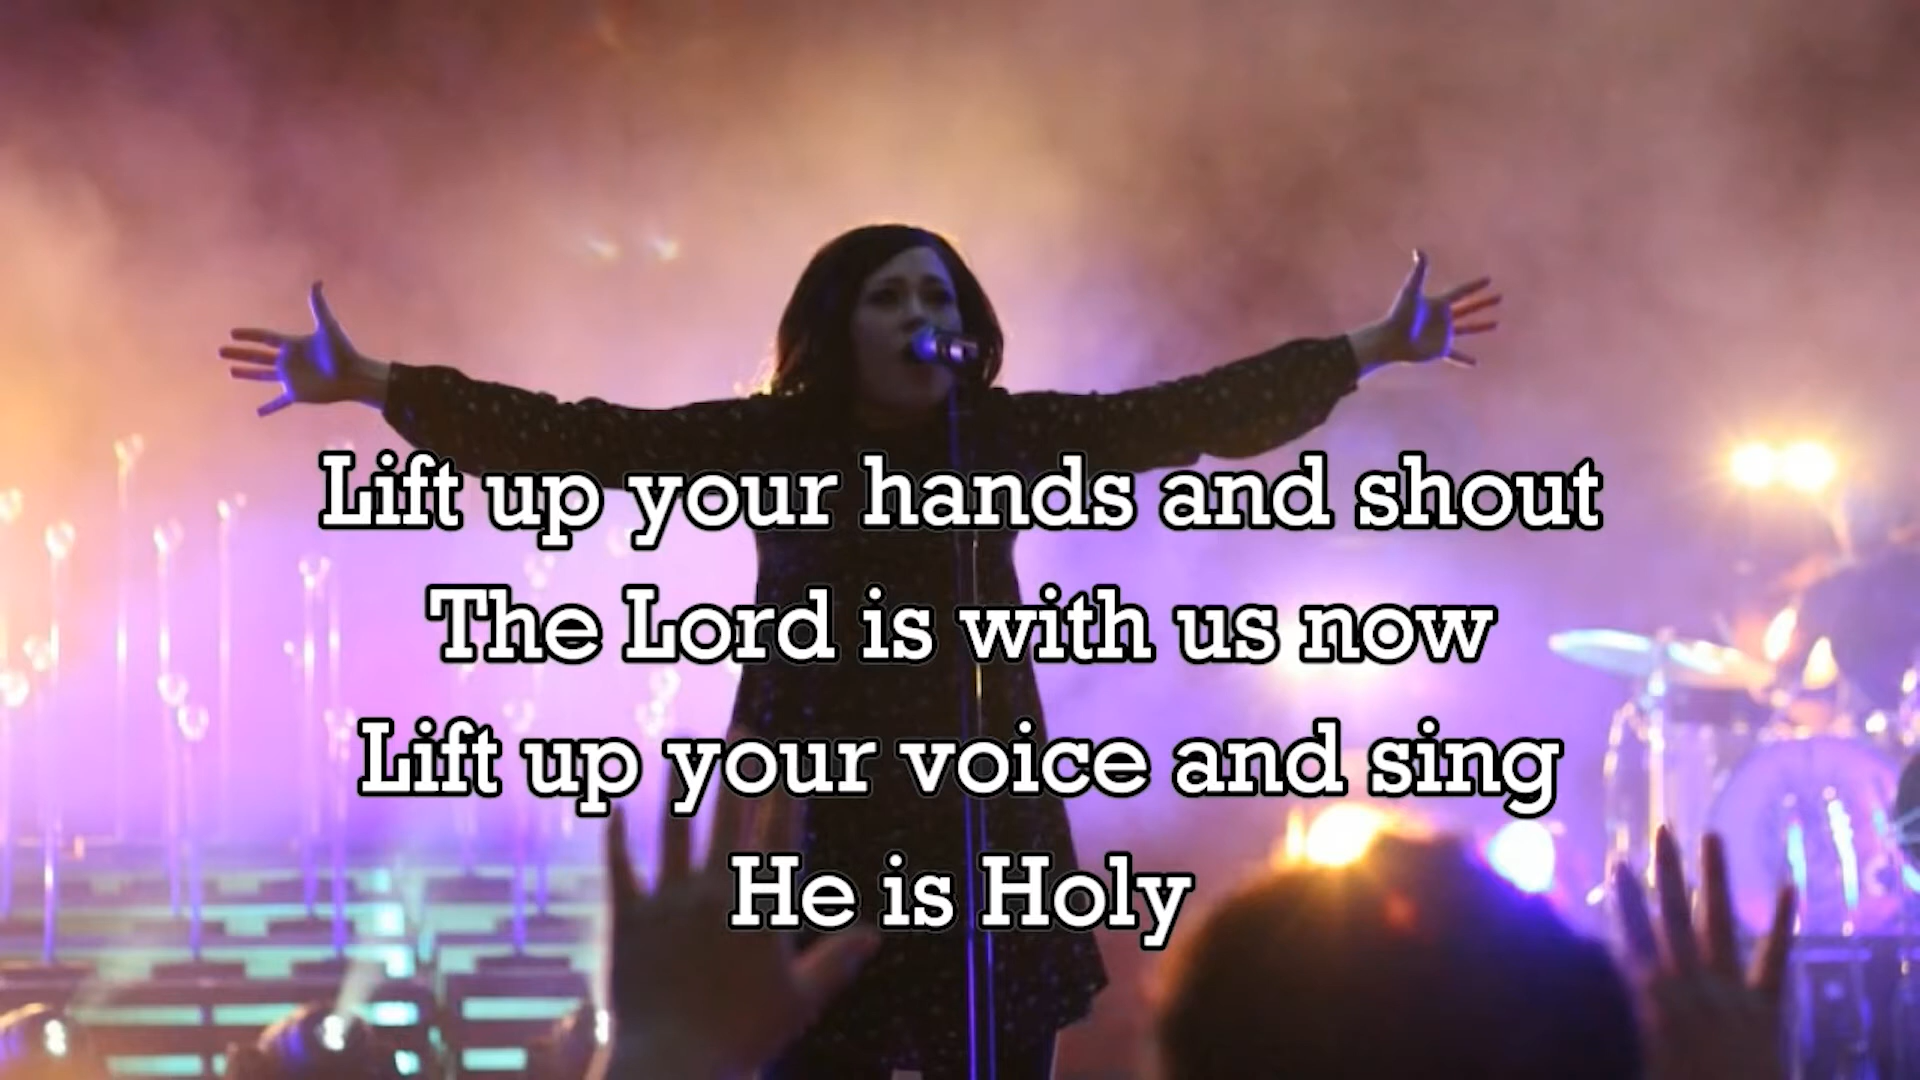 Lift up your hands and shout
The Lord is with us now
Lift up your voice and sing
He is Holy